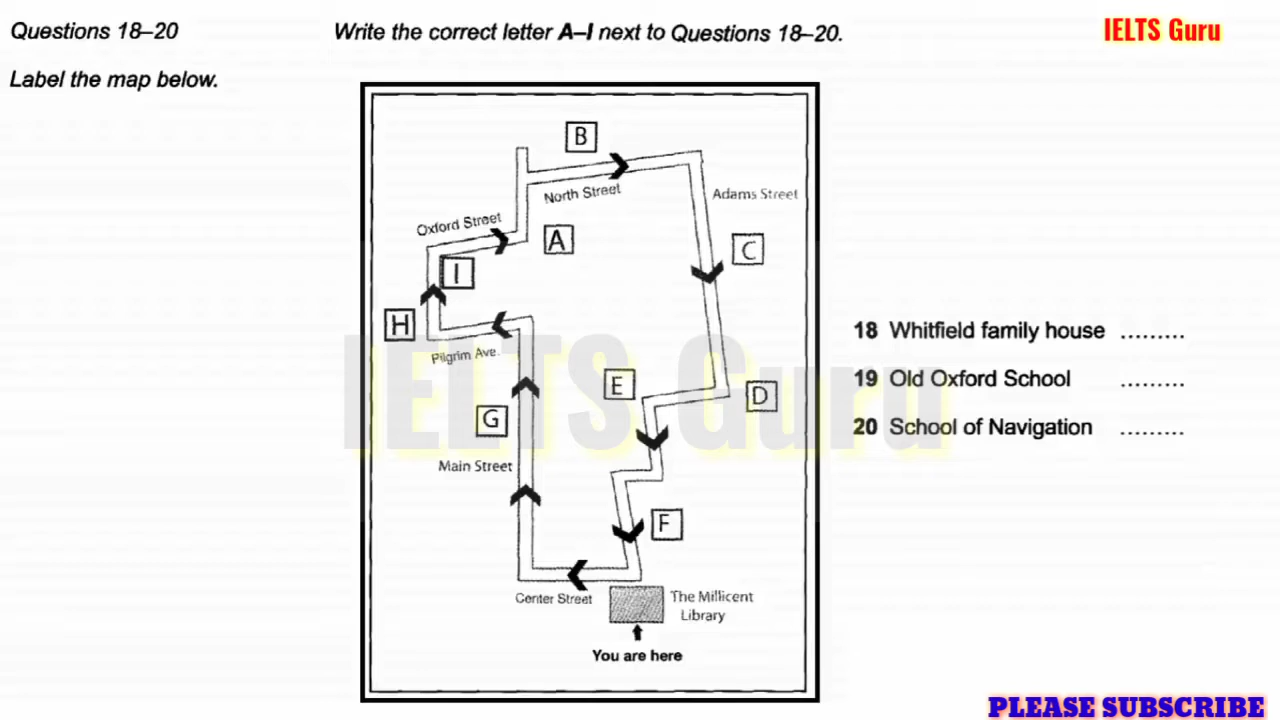 Questions 18–20
Write the correct letter A–I next to Questions 18–20.
IELTS Guru
Label the map below.
B
North Street
Adams Street
Oxford Street
A
C
I
H
Pilgrim Ave.
E
D
G
Main Street
F
Center Street
The Millicent
Library
You are here
IELTS Guru
18 Whitfield family house .........
19 Old Oxford School .........
20 School of Navigation .........
PLEASE SUBSCRIBE